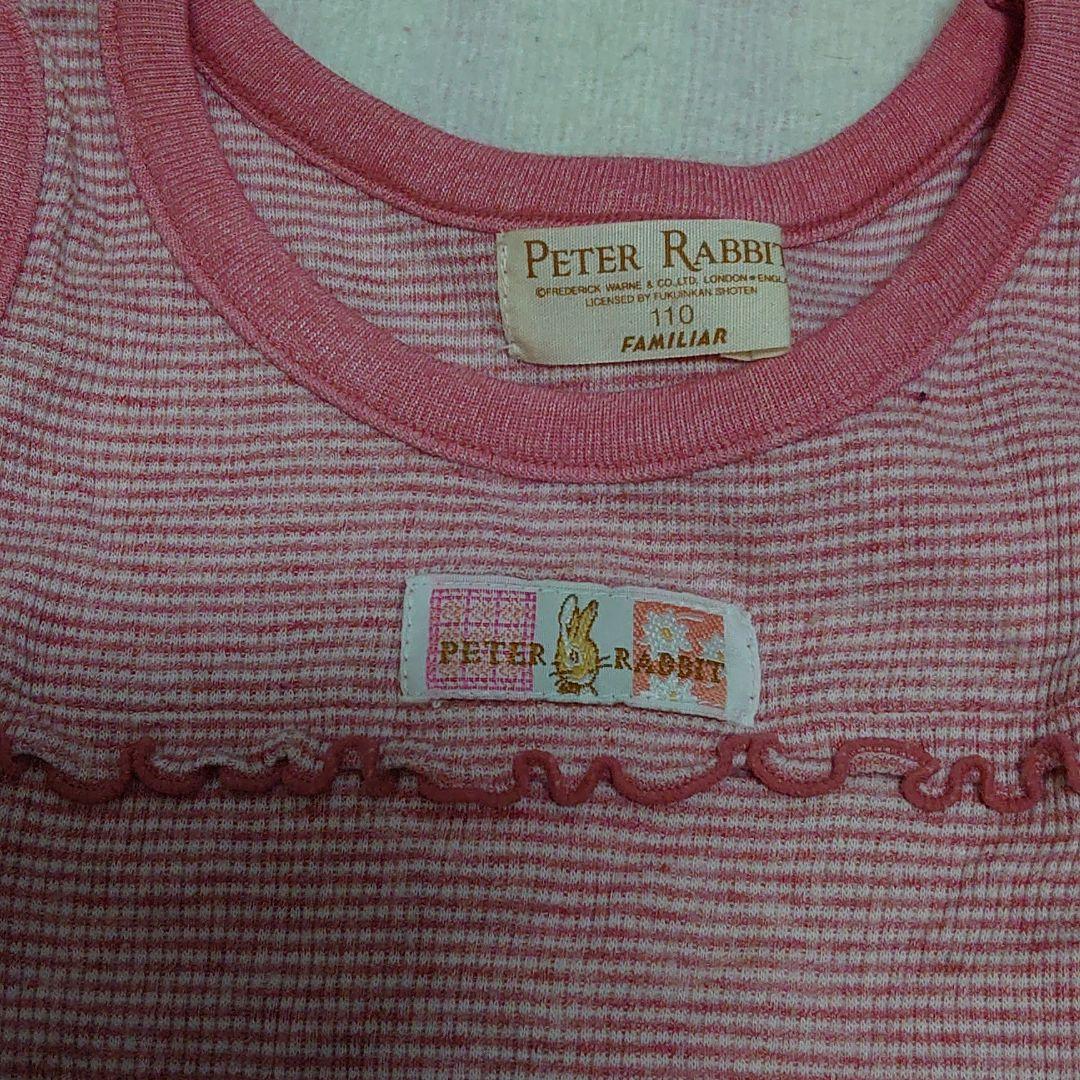 PETER RABBIT
©FREDERICK WARNE & CO., LTD. LONDON • ENGL
LICENSED BY FUKUINKAN SHOTEN
110
FAMILIAR
PETER RABBIT